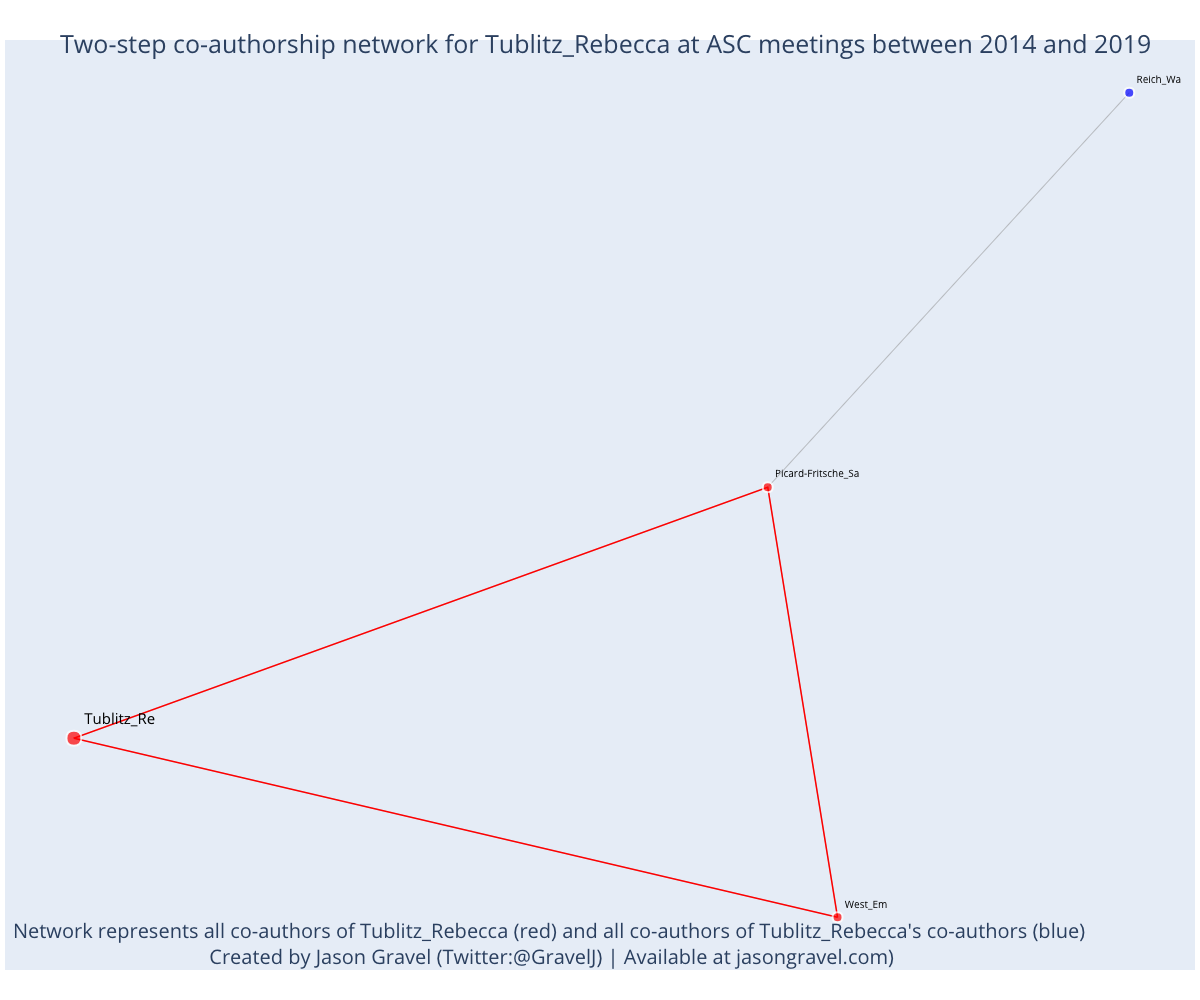 Two-step co-authorship network for Tublitz_Rebecca at ASC meetings between 2014 and 2019
Reich_Wa
Picard-Fritsche_Sa
Tublitz_Re
West_Em
Network represents all co-authors of Tublitz_Rebecca (red) and all co-authors of Tublitz_Rebecca's co-authors (blue)
Created by Jason Gravel (Twitter:@GravelJ) | Available at jasongravel.com)